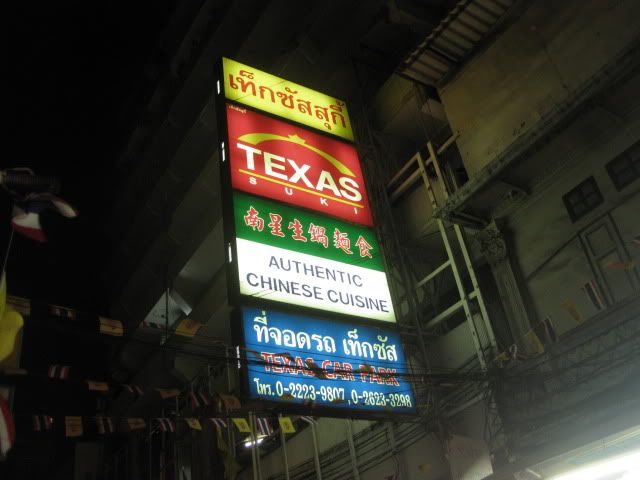 เท็กซัสสุกี้
TEXAS
SUKI
南星生鍋麵食
AUTHENTIC
CHINESE CUISINE
ที่จอดรถ เท็กซัส
TEXAS CAR PARK
โทร.0-2223-9807, 0-2623-3298